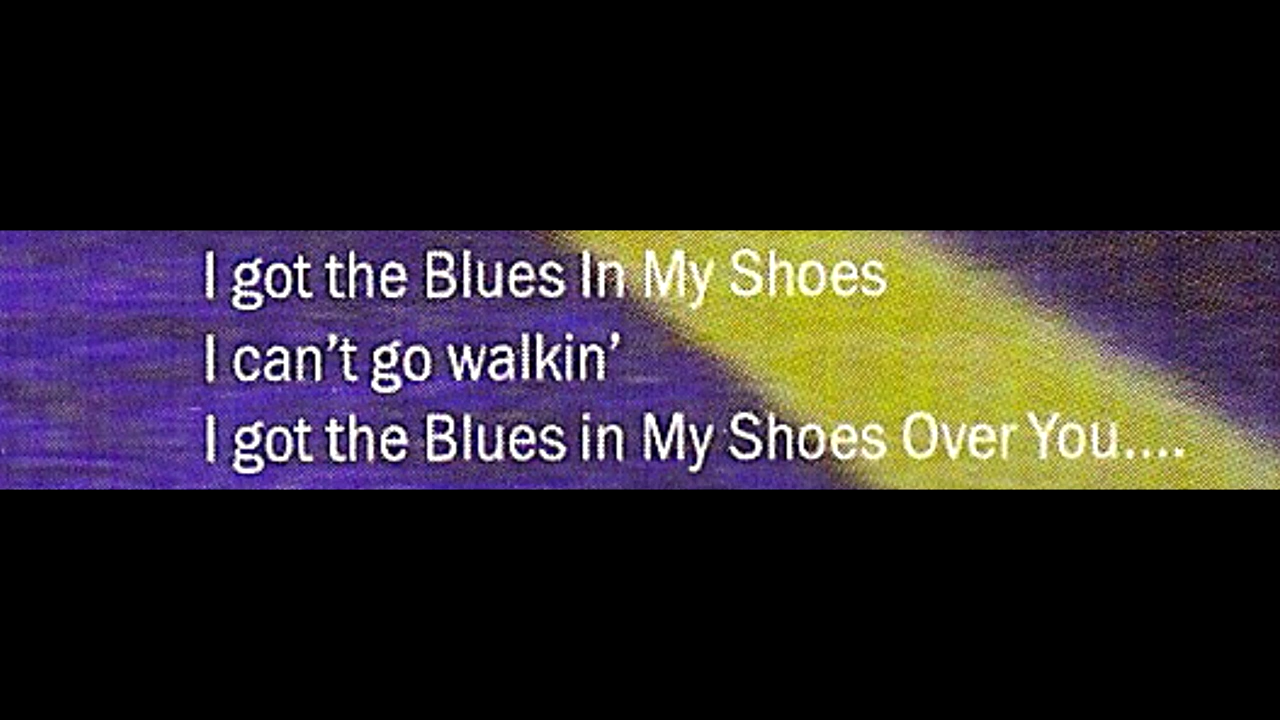 I got the Blues In My Shoes
I can't go walkin'
I got the Blues in My Shoes Over You....